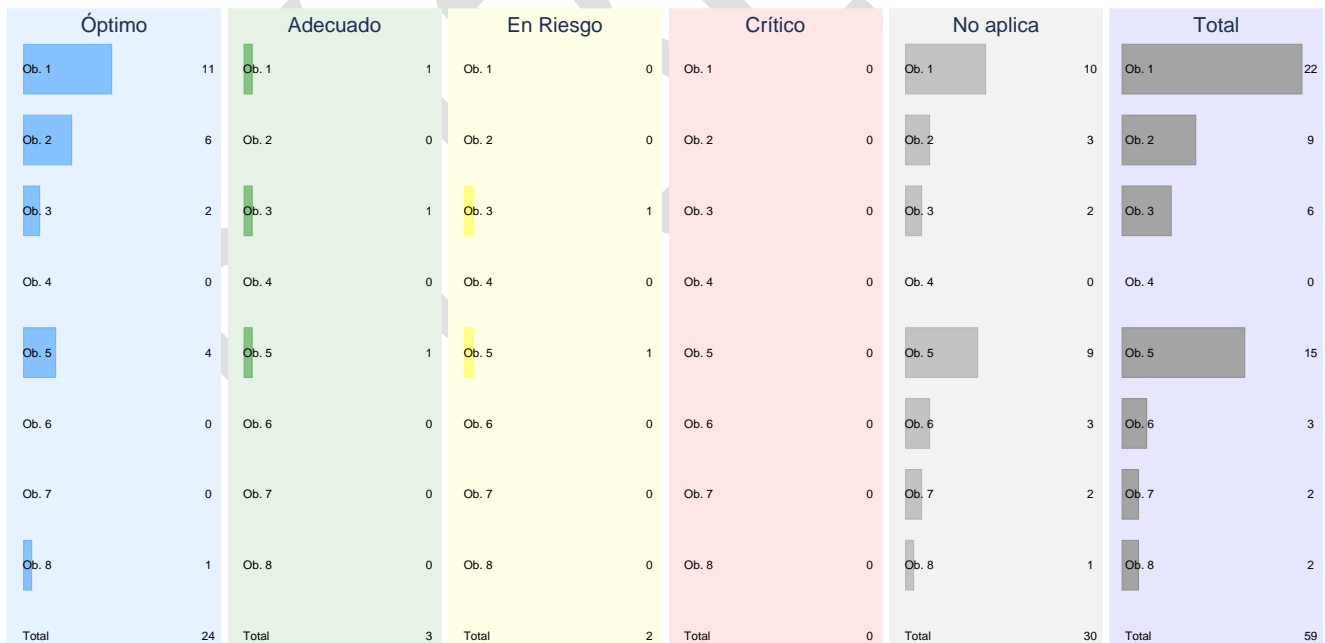 Óptimo Adecuado En Riesgo Crítico No aplica Total
Ob. 1 11 Ob. 1 1 Ob. 1 0 Ob. 1 0 Ob. 1 10 Ob. 1 22
Ob. 2 6 Ob. 2 0 Ob. 2 0 Ob. 2 0 Ob. 2 3 Ob. 2 9
Ob. 3 2 Ob. 3 1 Ob. 3 1 Ob. 3 0 Ob. 3 2 Ob. 3 6
Ob. 4 0 Ob. 4 0 Ob. 4 0 Ob. 4 0 Ob. 4 0 Ob. 4 0
Ob. 5 4 Ob. 5 1 Ob. 5 1 Ob. 5 0 Ob. 5 9 Ob. 5 15
Ob. 6 0 Ob. 6 0 Ob. 6 0 Ob. 6 0 Ob. 6 3 Ob. 6 3
Ob. 7 0 Ob. 7 0 Ob. 7 0 Ob. 7 0 Ob. 7 2 Ob. 7 2
Ob. 8 1 Ob. 8 0 Ob. 8 0 Ob. 8 0 Ob. 8 1 Ob. 8 2
Total 24 Total 3 Total 2 Total 0 Total 30 Total 59